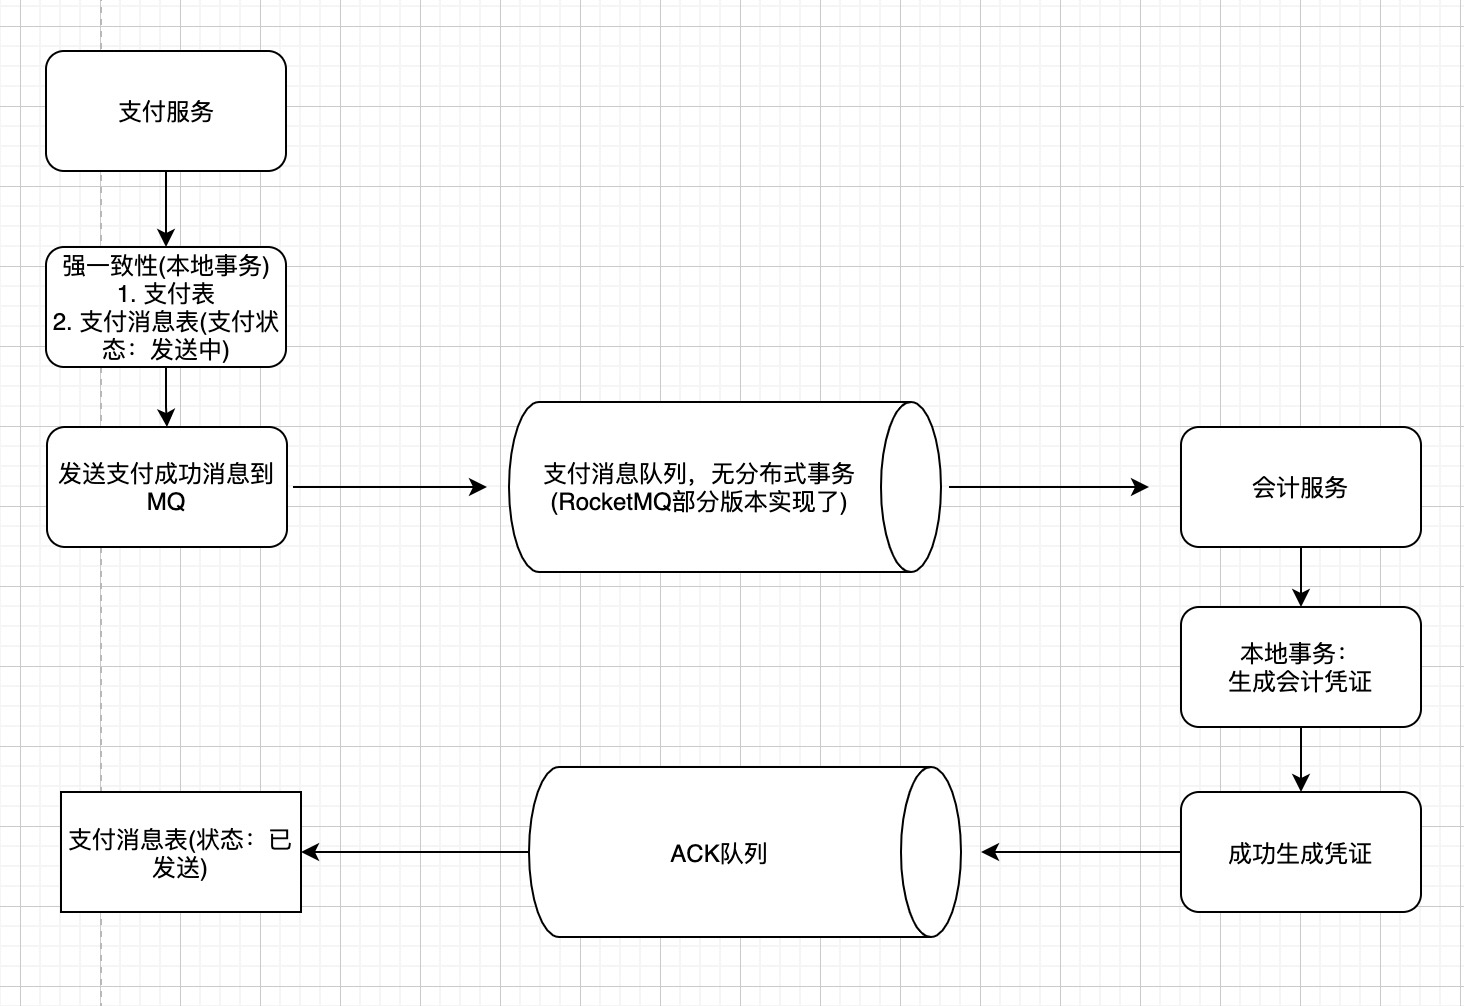 支付服务
强一致性(本地事务)
1. 支付表
2. 支付消息表(支付状
态：发送中)
发送支付成功消息到
MQ
支付消息队列，无分布式事务
(RocketMQ部分版本实现了)
会计服务
本地事务：
生成会计凭证
成功生成凭证
ACK队列
支付消息表(状态：已
发送)